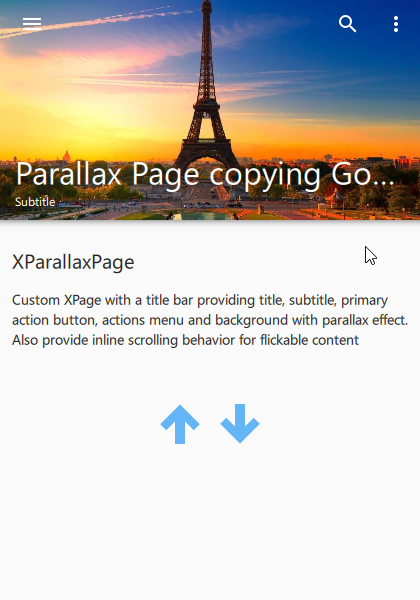 Parallax Page copying Go...
Subtitle
XParallaxPage
Custom XPage with a title bar providing title, subtitle, primary
action button, actions menu and background with parallax effect.
Also provide inline scrolling behavior for flickable content